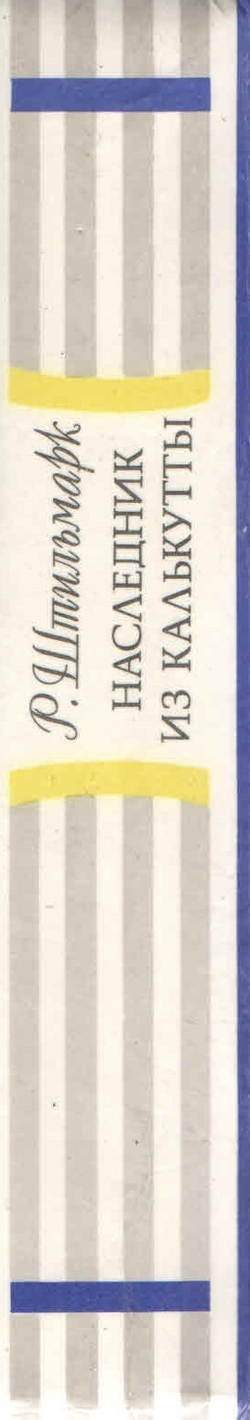 Р. Штильмарк
НАСЛЕДНИК
ИЗ КАЛЬКУТТЫ